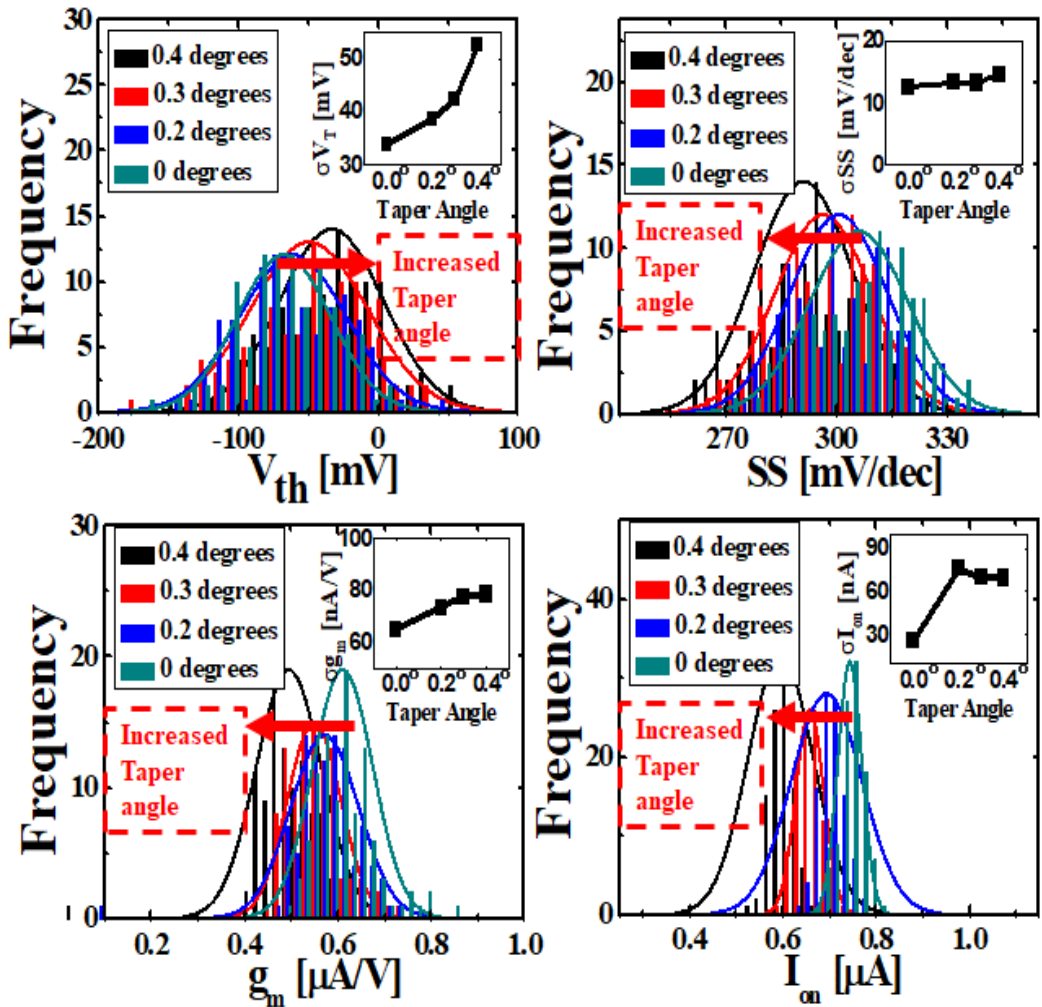 30
25
20
15
10
5
0
Frequency
0.4 degrees
0.3 degrees
0.2 degrees
0 degrees
50
40
30
σV_T [mV]
0.0° 0.2° 0.4°
Taper Angle
Increased
Taper
angle
-200 -100 0 100
V_th [mV]
20
15
10
5
0
Frequency
0.4 degrees
0.3 degrees
0.2 degrees
0 degrees
20
10
0
σSS [mV/dec]
0.0° 0.2° 0.4°
Taper Angle
Increased
Taper
angle
270 300 330
SS [mV/dec]
30
20
10
0
Frequency
0.4 degrees
0.3 degrees
0.2 degrees
0 degrees
100
80
60
σg_m [nA/V]
0.0° 0.2° 0.4°
Taper Angle
Increased
Taper
angle
0.2 0.4 0.6 0.8 1.0
g_m [μA/V]
40
20
0
Frequency
0.4 degrees
0.3 degrees
0.2 degrees
0 degrees
90
60
30
σI_on [nA]
0.0° 0.2° 0.4°
Taper Angle
Increased
Taper
angle
0.4 0.6 0.8 1.0
I_on [μA]